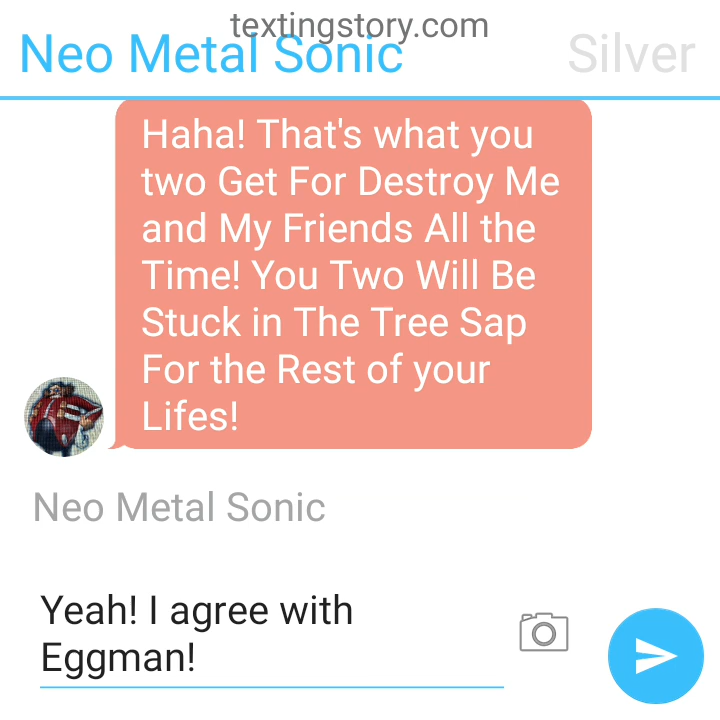 textingstory.com
Neo Metal Sonic
Silver
Haha! That's what you
two Get For Destroy Me
and My Friends All the
Time! You Two Will Be
Stuck in The Tree Sap
For the Rest of your
Lifes!
Neo Metal Sonic
Yeah! I agree with
Eggman!